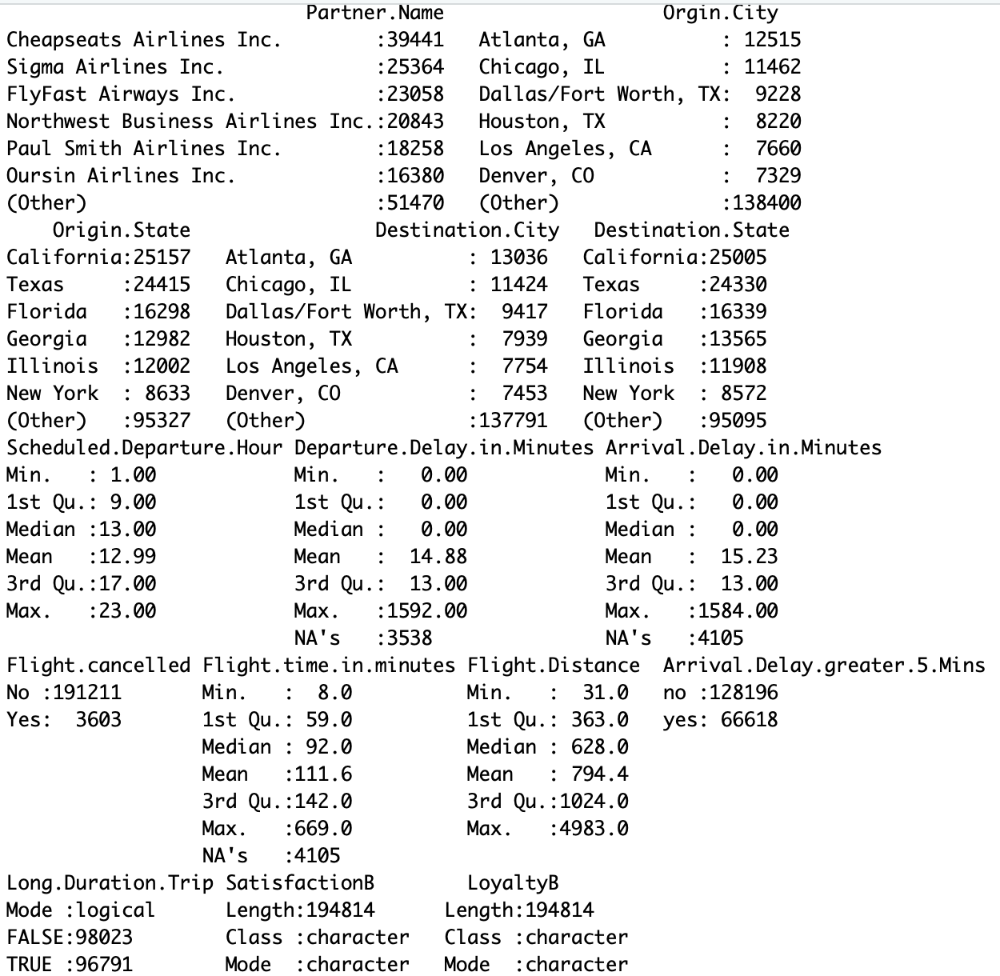 Partner.Name Orgin.City
Cheapseats Airlines Inc. :39441 Atlanta, GA : 12515
Sigma Airlines Inc. :25364 Chicago, IL : 11462
FlyFast Airways Inc. :23058 Dallas/Fort Worth, TX: 9228
Northwest Business Airlines Inc.:20843 Houston, TX : 8220
Paul Smith Airlines Inc. :18258 Los Angeles, CA : 7660
Oursin Airlines Inc. :16380 Denver, CO : 7329
(Other) :51470 (Other) :138400
Origin.State Destination.City Destination.State
California:25157 Atlanta, GA : 13036 California:25005
Texas :24415 Chicago, IL : 11424 Texas :24330
Florida :16298 Dallas/Fort Worth, TX: 9417 Florida :16339
Georgia :12982 Houston, TX : 7939 Georgia :13565
Illinois :12002 Los Angeles, CA : 7754 Illinois :11908
New York : 8633 Denver, CO : 7453 New York : 8572
(Other) :95327 (Other) :137791 (Other) :95095
Scheduled.Departure.Hour Departure.Delay.in.Minutes Arrival.Delay.in.Minutes
Min. : 1.00 Min. : 0.00 Min. : 0.00
1st Qu.: 9.00 1st Qu.: 0.00 1st Qu.: 0.00
Median :13.00 Median : 0.00 Median : 0.00
Mean :12.99 Mean : 14.88 Mean : 15.23
3rd Qu.:17.00 3rd Qu.: 13.00 3rd Qu.: 13.00
Max. :23.00 Max. :1592.00 Max. :1584.00
NA's :3538 NA's :4105
Flight.cancelled Flight.time.in.minutes Flight.Distance Arrival.Delay.greater.5.Mins
No :191211 Min. : 8.0 Min. : 31.0 no :128196
Yes: 3603 1st Qu.: 59.0 1st Qu.: 363.0 yes: 66618
Median : 92.0 Median : 628.0
Mean :111.6 Mean : 794.4
3rd Qu.:142.0 3rd Qu.:1024.0
Max. :669.0 Max. :4983.0
NA's :4105
Long.Duration.Trip SatisfactionB LoyaltyB
Mode :logical Length:194814 Length:194814
FALSE:98023 Class :character Class :character
TRUE :96791 Mode :character Mode :character